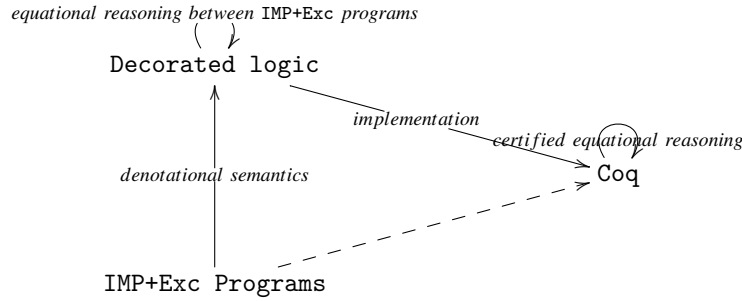 equational reasoning between IMP+Exc programs
Decorated logic
implementation
certified equational reasoning
Coq
denotational semantics
IMP+Exc Programs